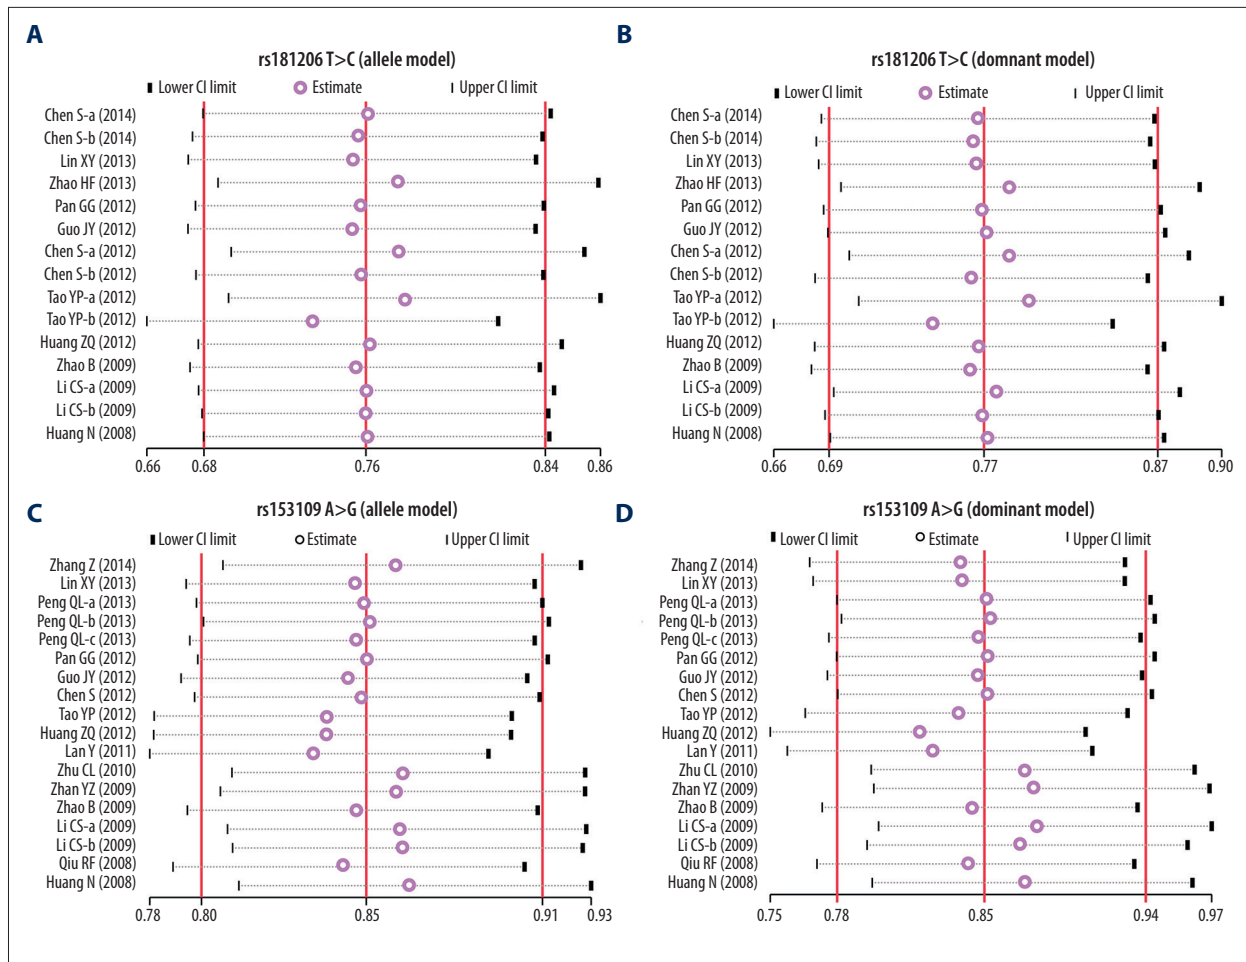 A
rs181206 T>C (allele model)
Lower CI limit Estimate Upper CI limit
Chen S-a (2014)
Chen S-b (2014)
Lin XY (2013)
Zhao HF (2013)
Pan GG (2012)
Guo JY (2012)
Chen S-a (2012)
Chen S-b (2012)
Tao YP-a (2012)
Tao YP-b (2012)
Huang ZQ (2012)
Zhao B (2009)
Li CS-a (2009)
Li CS-b (2009)
Huang N (2008)
0.66 0.68 0.76 0.84 0.86
B
rs181206 T>C (domnant model)
Lower CI limit Estimate Upper CI limit
Chen S-a (2014)
Chen S-b (2014)
Lin XY (2013)
Zhao HF (2013)
Pan GG (2012)
Guo JY (2012)
Chen S-a (2012)
Chen S-b (2012)
Tao YP-a (2012)
Tao YP-b (2012)
Huang ZQ (2012)
Zhao B (2009)
Li CS-a (2009)
Li CS-b (2009)
Huang N (2008)
0.66 0.69 0.77 0.87 0.90
C
rs153109 A>G (allele model)
Lower CI limit Estimate Upper CI limit
Zhang Z (2014)
Lin XY (2013)
Peng QL-a (2013)
Peng QL-b (2013)
Peng QL-c (2013)
Pan GG (2012)
Guo JY (2012)
Chen S (2012)
Tao YP (2012)
Huang ZQ (2012)
Lan Y (2011)
Zhu CL (2010)
Zhan YZ (2009)
Zhao B (2009)
Li CS-a (2009)
Li CS-b (2009)
Qiu RF (2008)
Huang N (2008)
0.78 0.80 0.85 0.91 0.93
D
rs153109 A>G (dominant model)
Lower CI limit Estimate Upper CI limit
Zhang Z (2014)
Lin XY (2013)
Peng QL-a (2013)
Peng QL-b (2013)
Peng QL-c (2013)
Pan GG (2012)
Guo JY (2012)
Chen S (2012)
Tao YP (2012)
Huang ZQ (2012)
Lan Y (2011)
Zhu CL (2010)
Zhan YZ (2009)
Zhao B (2009)
Li CS-a (2009)
Li CS-b (2009)
Qiu RF (2008)
Huang N (2008)
0.75 0.78 0.85 0.94 0.97